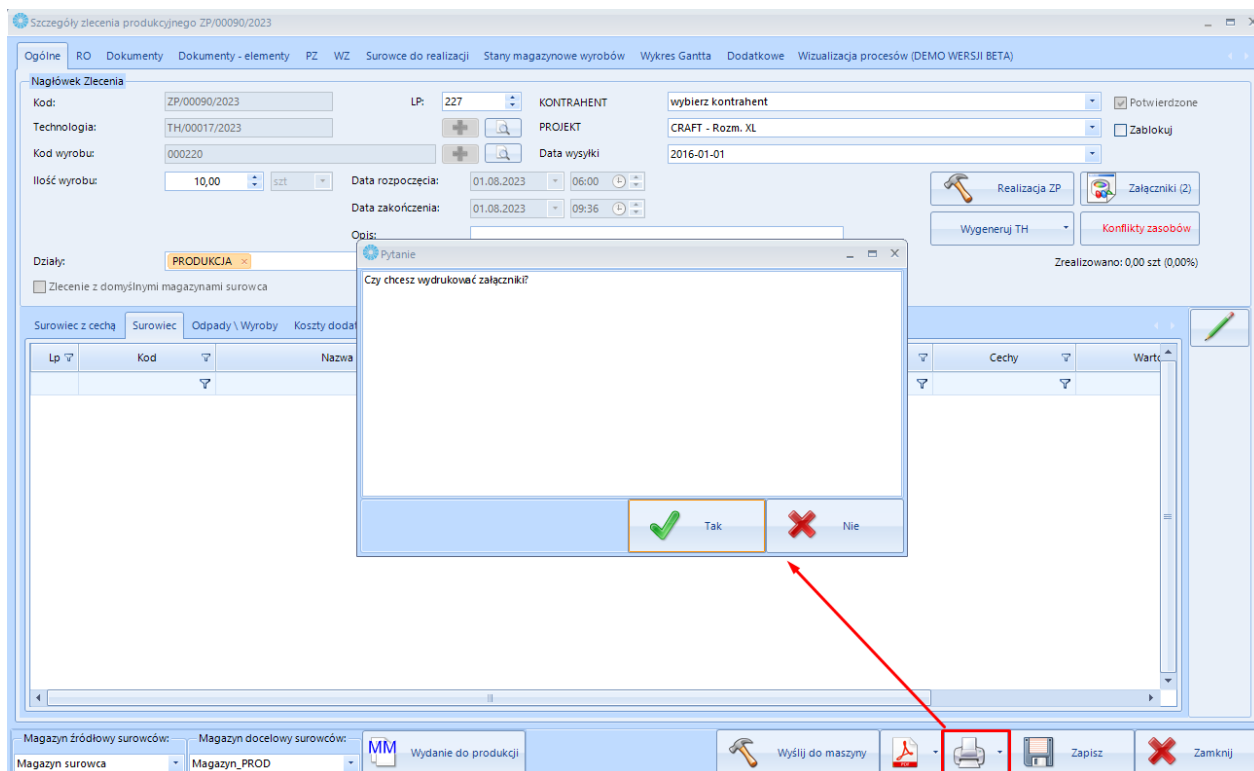 Szczegóły zlecenia produkcyjnego ZP/00090/2023
Ogólne RO Dokumenty Dokumenty - elementy PZ WZ Surowce do realizacji Stany magazynowe wyrobów Wykres Gantta Dodatkowe Wizualizacja procesów (DEMO WERSJI BETA)
Nagłówek Zlecenia
Kod: ZP/00090/2023 LP: 227 KONTRAHENT wybierz kontrahent Potwierdzone
Technologia: TH/00017/2023 PROJEKT CRAFT - Rozm. XL Zablokuj
Kod wyrobu: 000220 Data wysyłki 2016-01-01
Ilość wyrobu: 10,00 szt Data rozpoczęcia: 01.08.2023 06:00 Realizacja ZP Załączniki (2)
Data zakończenia: 01.08.2023 09:36
Wygeneruj TH Konflikty zasobów
Opis:
Działy: PRODUKCJA × Zrealizowano: 0,00 szt (0,00%)
Zlecenie z domyślnymi magazynami surowca
Pytanie
Czy chcesz wydrukować załączniki?
Tak Nie
Surowiec z cechą Surowiec Odpady \ Wyroby Koszty dodat
Lp Kod Nazwa Cechy Wartc
Magazyn źródłowy surowców: Magazyn docelowy surowców:
Magazyn surowca Magazyn_PROD
MM Wydanie do produkcji Wyślij do maszyny PDF Zapisz Zamknij